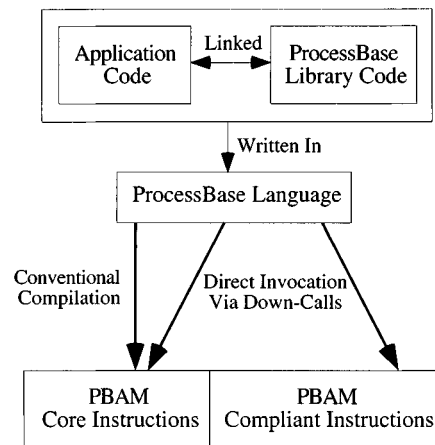 Application
Code
Linked
ProcessBase
Library Code
Written In
ProcessBase Language
Conventional
Compilation
Direct Invocation
Via Down-Calls
PBAM
Core Instructions
PBAM
Compliant Instructions